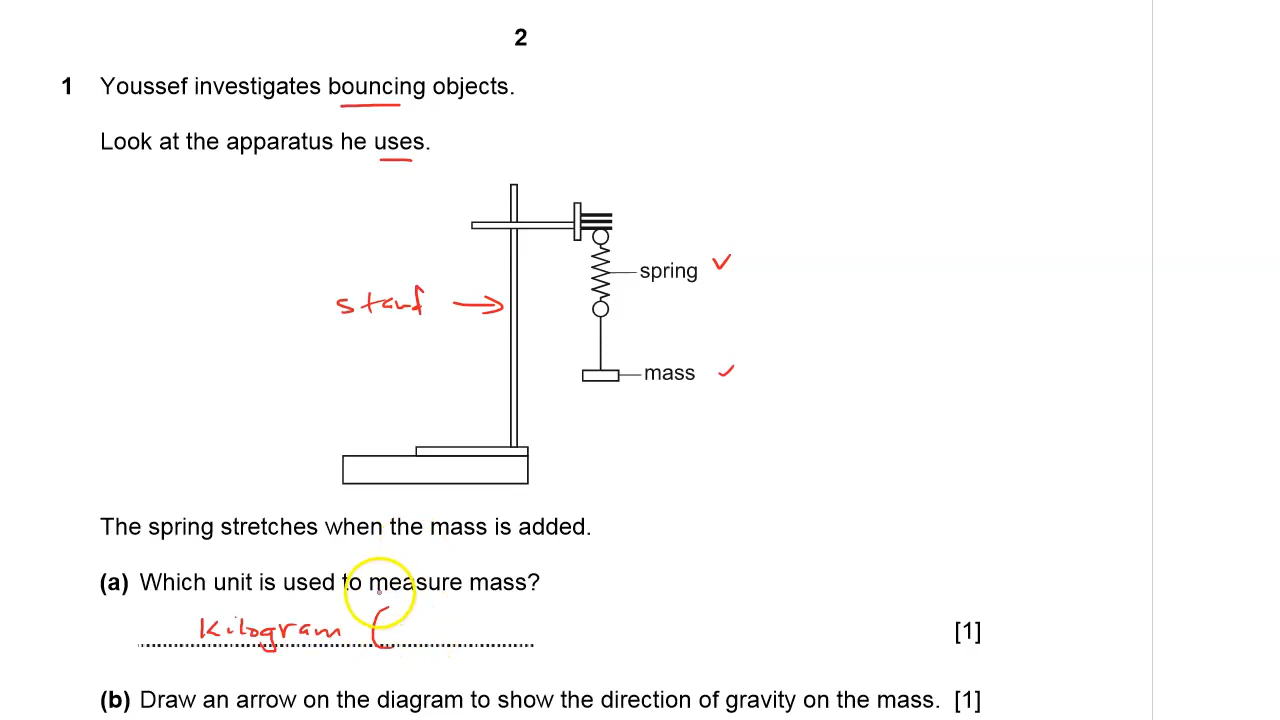 2
1 Youssef investigates bouncing objects.
Look at the apparatus he uses.
spring
stand
mass
The spring stretches when the mass is added.
(a) Which unit is used to measure mass?
Kilogram (
[1]
(b) Draw an arrow on the diagram to show the direction of gravity on the mass. [1]